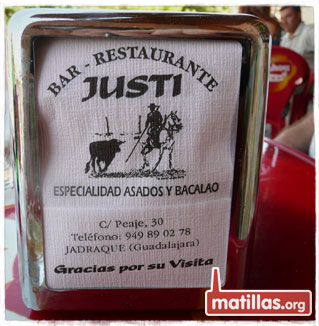 BAR - RESTAURANTE
JUSTI
ESPECIALIDAD ASADOS Y BACALAO
C/ Peaje, 30
Teléfono: 949 89 02 78
JADRAQUE (Guadalajara)
Gracias por su Visita
matillas.org